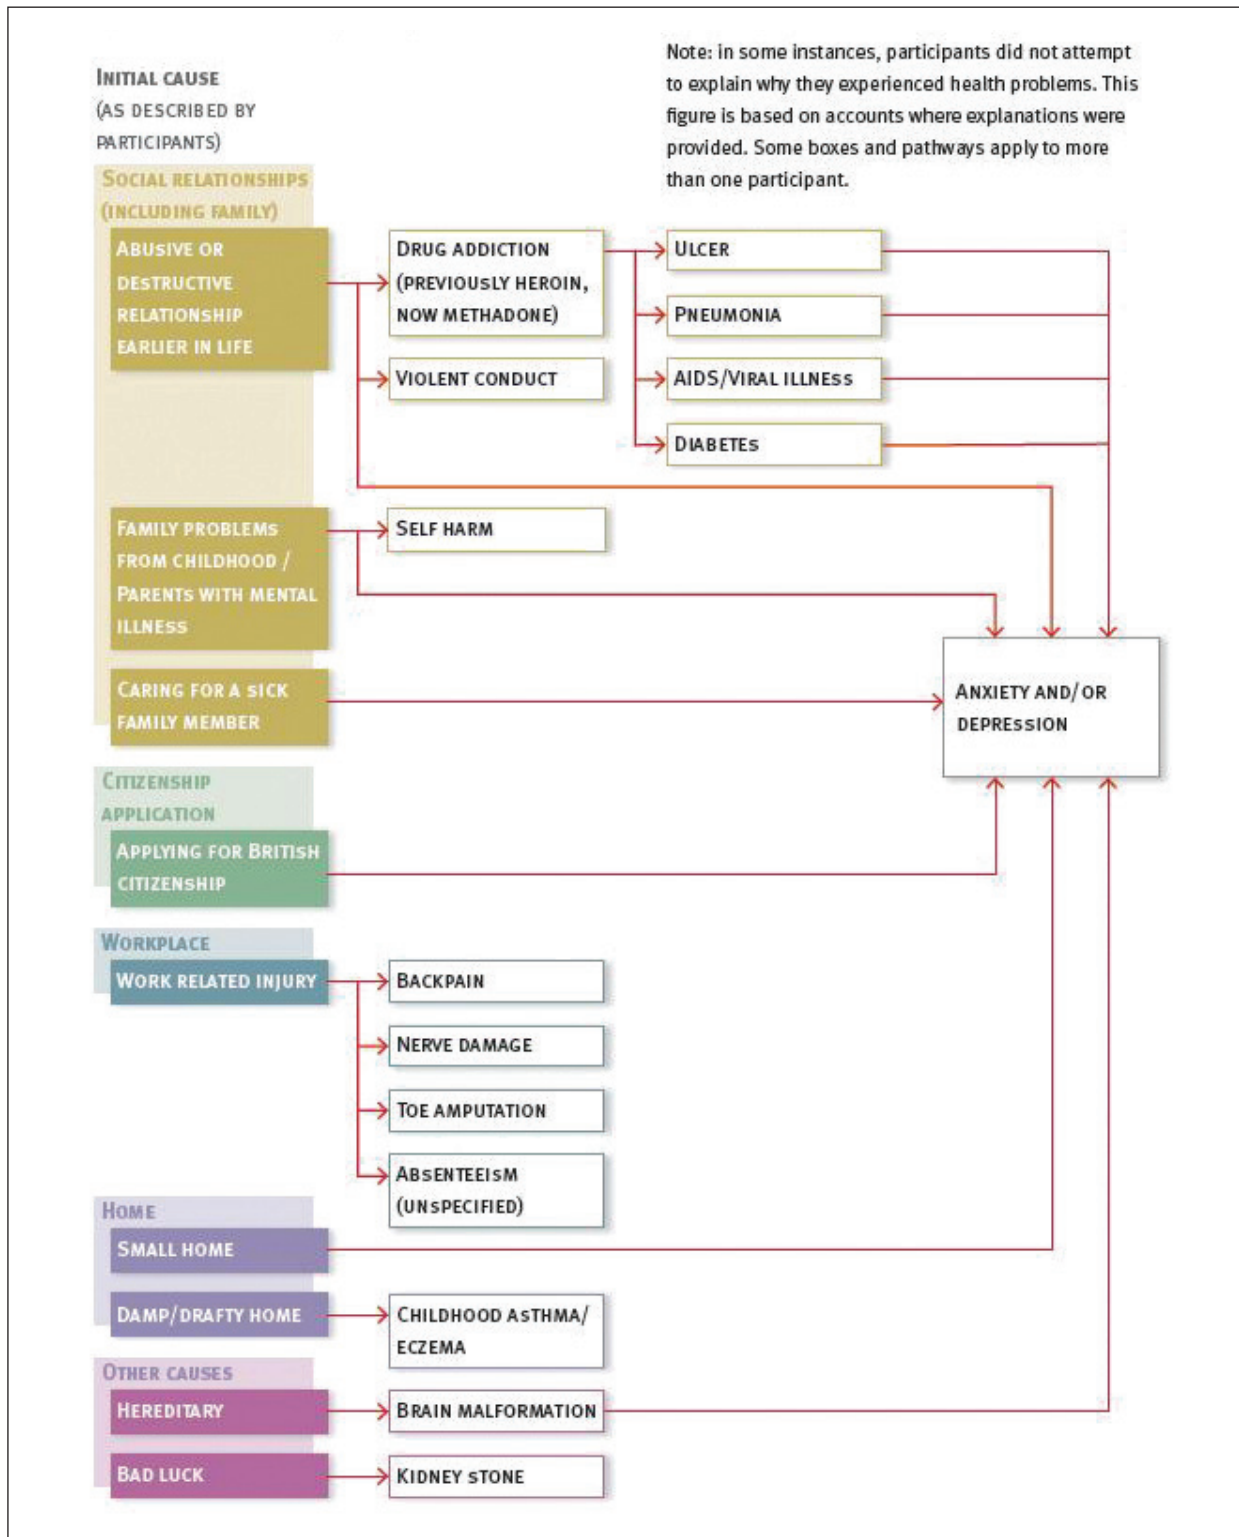 INITIAL CAUSE
(AS DESCRIBED BY
PARTICIPANTS)
Note: in some instances, participants did not attempt
to explain why they experienced health problems. This
figure is based on accounts where explanations were
provided. Some boxes and pathways apply to more
than one participant.
SOCIAL RELATIONSHIPS
(INCLUDING FAMILY)
ABUSIVE OR
DESTRUCTIVE
RELATIONSHIP
EARLIER IN LIFE
DRUG ADDICTION
(PREVIOUSLY HEROIN,
NOW METHADONE)
VIOLENT CONDUCT
ULCER
PNEUMONIA
AIDS/VIRAL ILLNESS
DIABETES
FAMILY PROBLEMS
FROM CHILDHOOD /
PARENTS WITH MENTAL
ILLNESS
SELF HARM
CARING FOR A SICK
FAMILY MEMBER
ANXIETY AND/OR
DEPRESSION
CITIZENSHIP
APPLICATION
APPLYING FOR BRITISH
CITIZENSHIP
WORKPLACE
WORK RELATED INJURY
BACKPAIN
NERVE DAMAGE
TOE AMPUTATION
ABSENTEEISM
(UNSPECIFIED)
HOME
SMALL HOME
DAMP/DRAFTY HOME
CHILDHOOD ASTHMA/
ECZEMA
OTHER CAUSES
HEREDITARY
BRAIN MALFORMATION
BAD LUCK
KIDNEY STONE